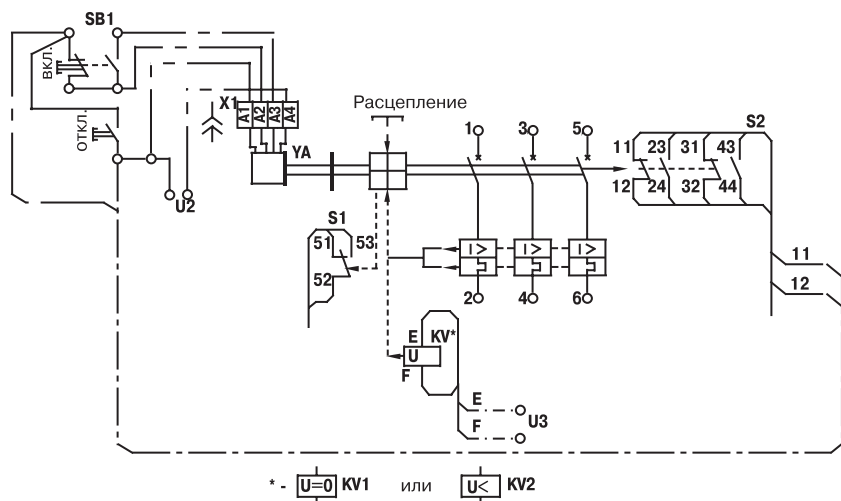 SB1
ВКЛ.
ОТКЛ.
X1
A1 A2 A3 A4
YA
U2
Расцепление
1 3 5
S2
11 23 31 43
12 24 32 44
S1
51 53
52
I> I> I>
2 4 6
11
12
E KV*
U
F
E
F
U3
* - U=0 KV1 или U< KV2